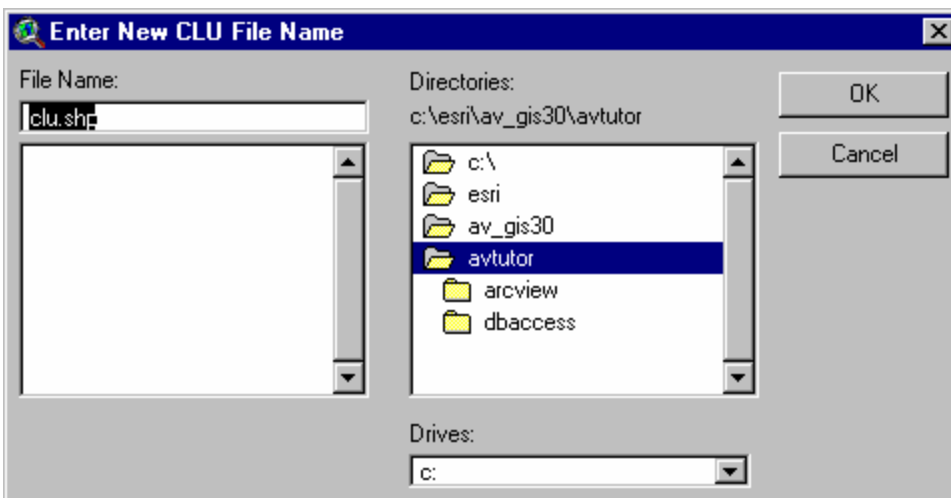 Enter New CLU File Name
File Name:
clu.shp
Directories:
c:\esri\av_gis30\avtutor
c:\
esri
av_gis30
avtutor
arcview
dbaccess
Drives:
c:
OK
Cancel